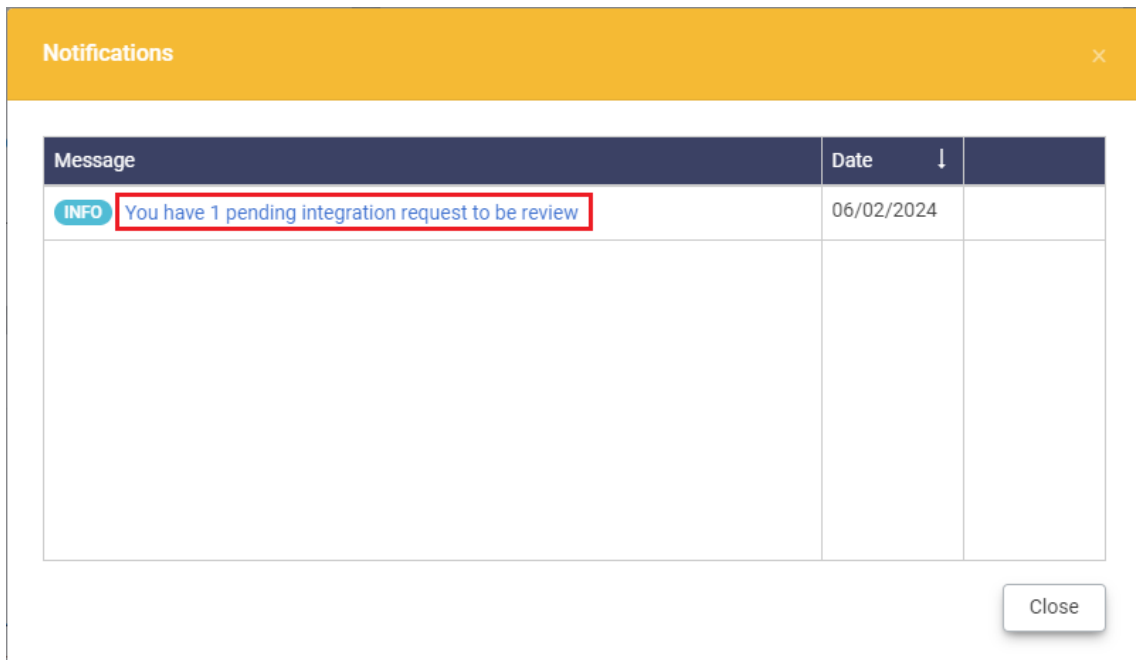 Notifications ×
Message Date ↓
INFO You have 1 pending integration request to be review 06/02/2024
Close